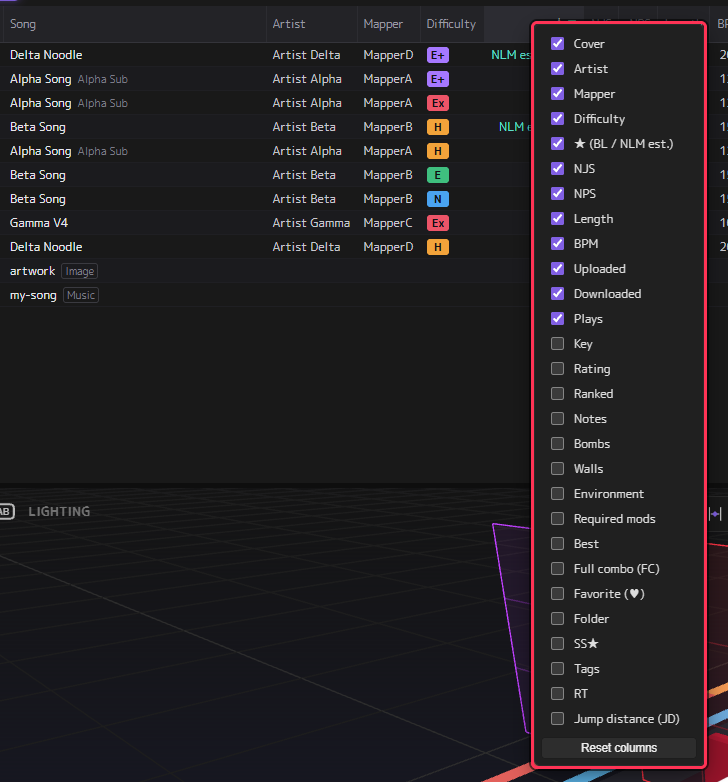 Song Artist Mapper Difficulty
Delta Noodle Artist Delta MapperD E+ NLM es
Alpha Song Alpha Sub Artist Alpha MapperA E+
Alpha Song Alpha Sub Artist Alpha MapperA Ex
Beta Song Artist Beta MapperB H NLM e
Alpha Song Alpha Sub Artist Alpha MapperA H
Beta Song Artist Beta MapperB E
Beta Song Artist Beta MapperB N
Gamma V4 Artist Gamma MapperC Ex
Delta Noodle Artist Delta MapperD H
artwork Image
my-song Music
Cover
Artist
Mapper
Difficulty
★ (BL / NLM est.)
NJS
NPS
Length
BPM
Uploaded
Downloaded
Plays
Key
Rating
Ranked
Notes
Bombs
Walls
Environment
Required mods
Best
Full combo (FC)
Favorite (♥)
Folder
SS★
Tags
RT
Jump distance (JD)
Reset columns
AB LIGHTING